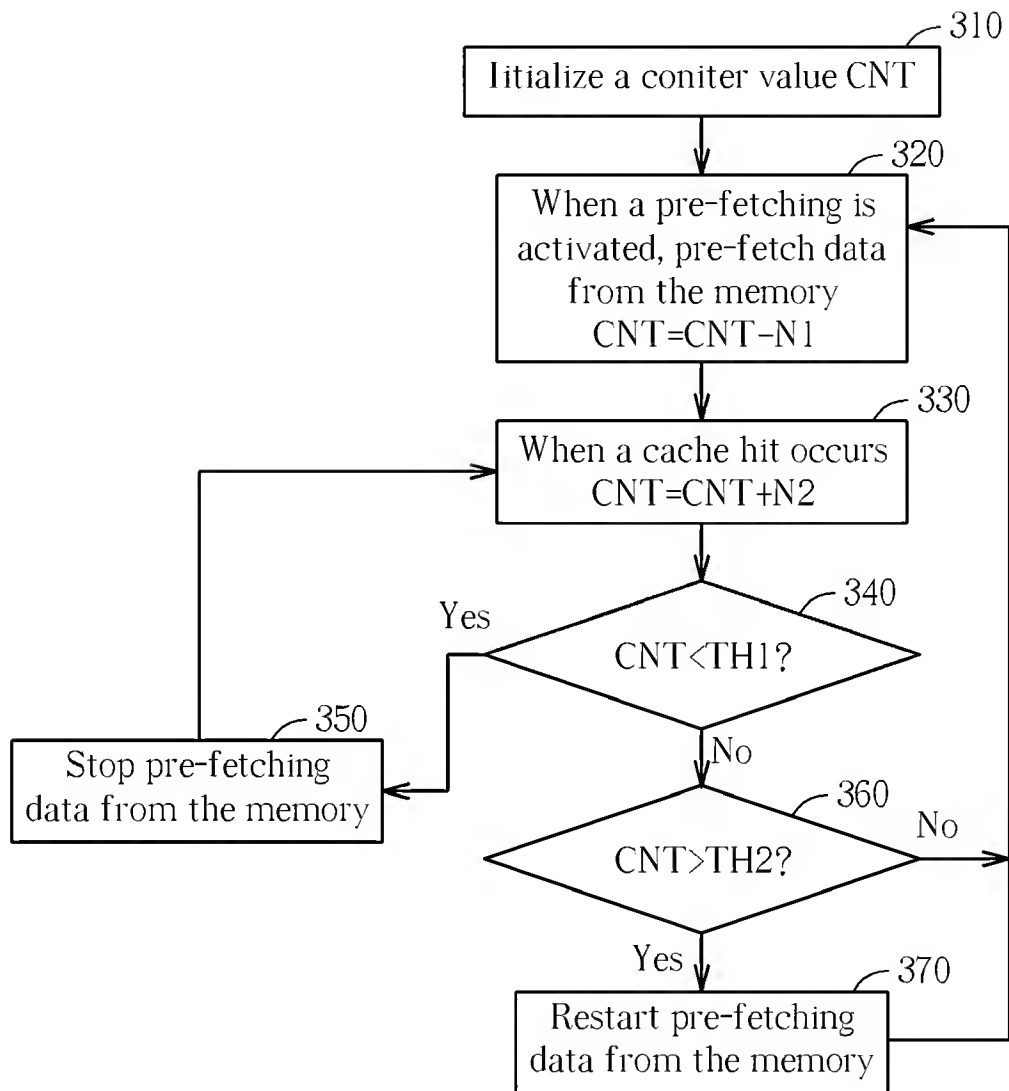 310
Iitialize a coniter value CNT
320
When a pre-fetching is
activated, pre-fetch data
from the memory
CNT=CNT-N1
330
When a cache hit occurs
CNT=CNT+N2
340
Yes
CNT<TH1?
350
Stop pre-fetching
data from the memory
No
360
No
CNT>TH2?
Yes
370
Restart pre-fetching
data from the memory